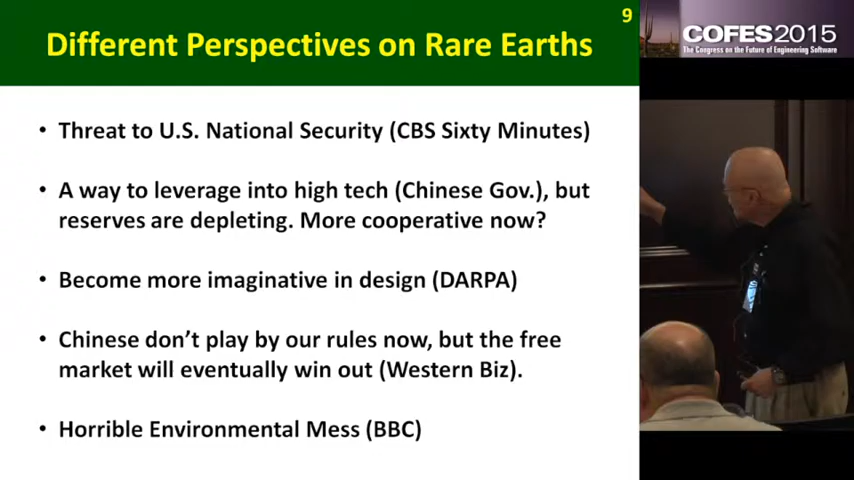 9
Different Perspectives on Rare Earths
COFES2015
The Congress on the Future of Engineering Software
• Threat to U.S. National Security (CBS Sixty Minutes)
• A way to leverage into high tech (Chinese Gov.), but
reserves are depleting. More cooperative now?
• Become more imaginative in design (DARPA)
• Chinese don’t play by our rules now, but the free
market will eventually win out (Western Biz).
• Horrible Environmental Mess (BBC)